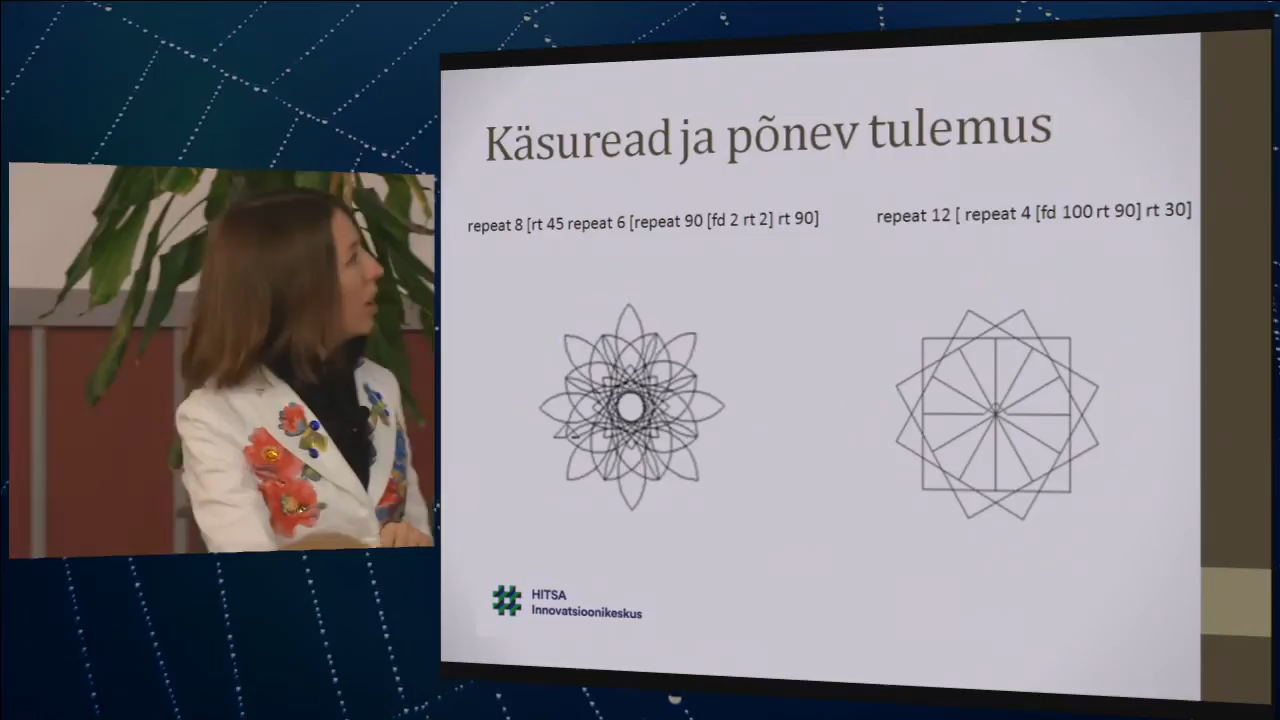 Käsuread ja põnev tulemus
repeat 8 [rt 45 repeat 6 [repeat 90 [fd 2 rt 2] rt 90]
repeat 12 [ repeat 4 [fd 100 rt 90] rt 30]
HITSA
Innovatsioonikeskus